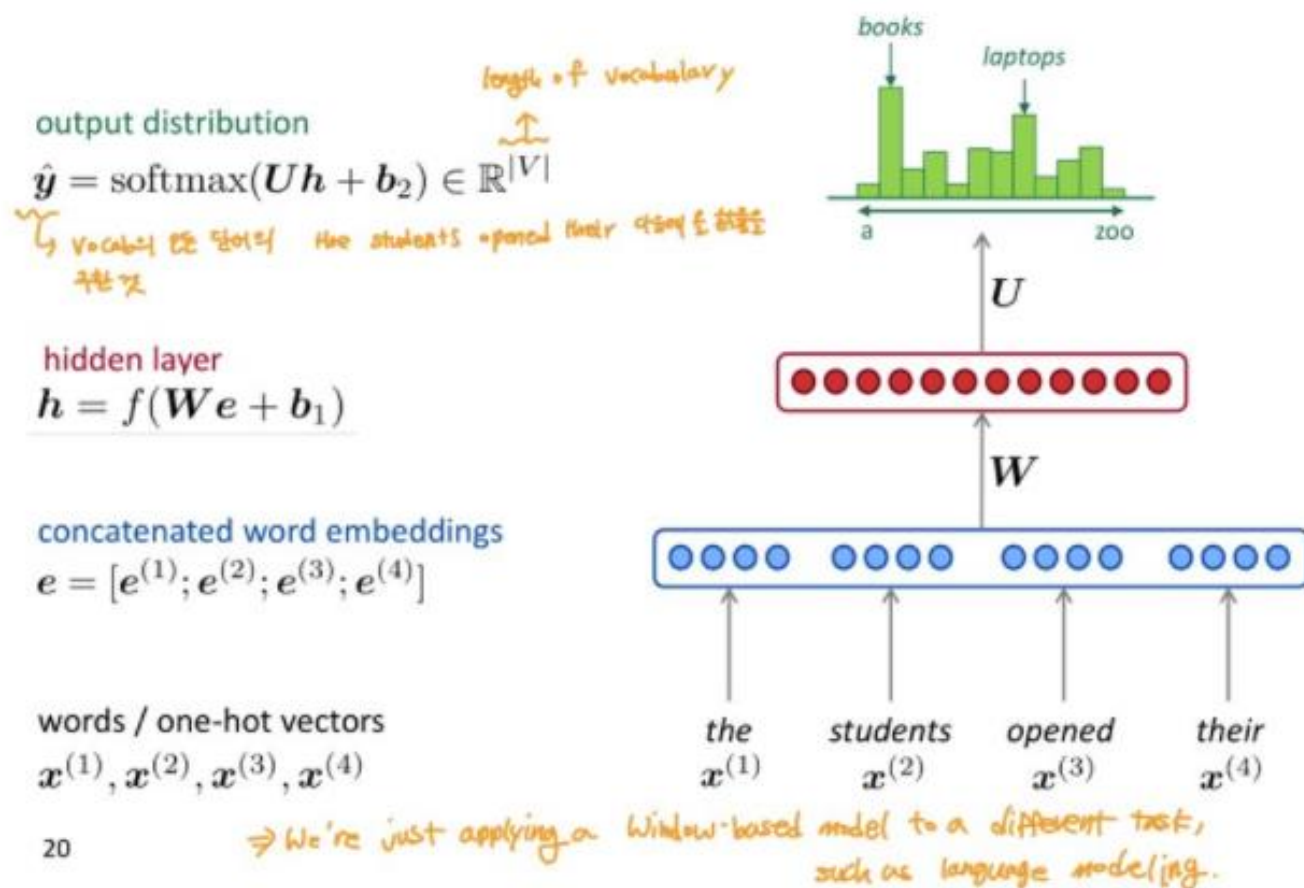 books
laptops
length of vocabulary
output distribution
ŷ = softmax(Uh + b₂) ∈ ℝ^|V|
a
zoo
vocab의 모든 단어의 the students opened their 다음에 올 확률을
구한 것
U
hidden layer
h = f(We + b₁)
W
concatenated word embeddings
e = [e⁽¹⁾; e⁽²⁾; e⁽³⁾; e⁽⁴⁾]
words / one-hot vectors
the students opened their
x⁽¹⁾, x⁽²⁾, x⁽³⁾, x⁽⁴⁾
x⁽¹⁾ x⁽²⁾ x⁽³⁾ x⁽⁴⁾
⇒ We're just applying a window-based model to a different task,
such as language modeling.
20